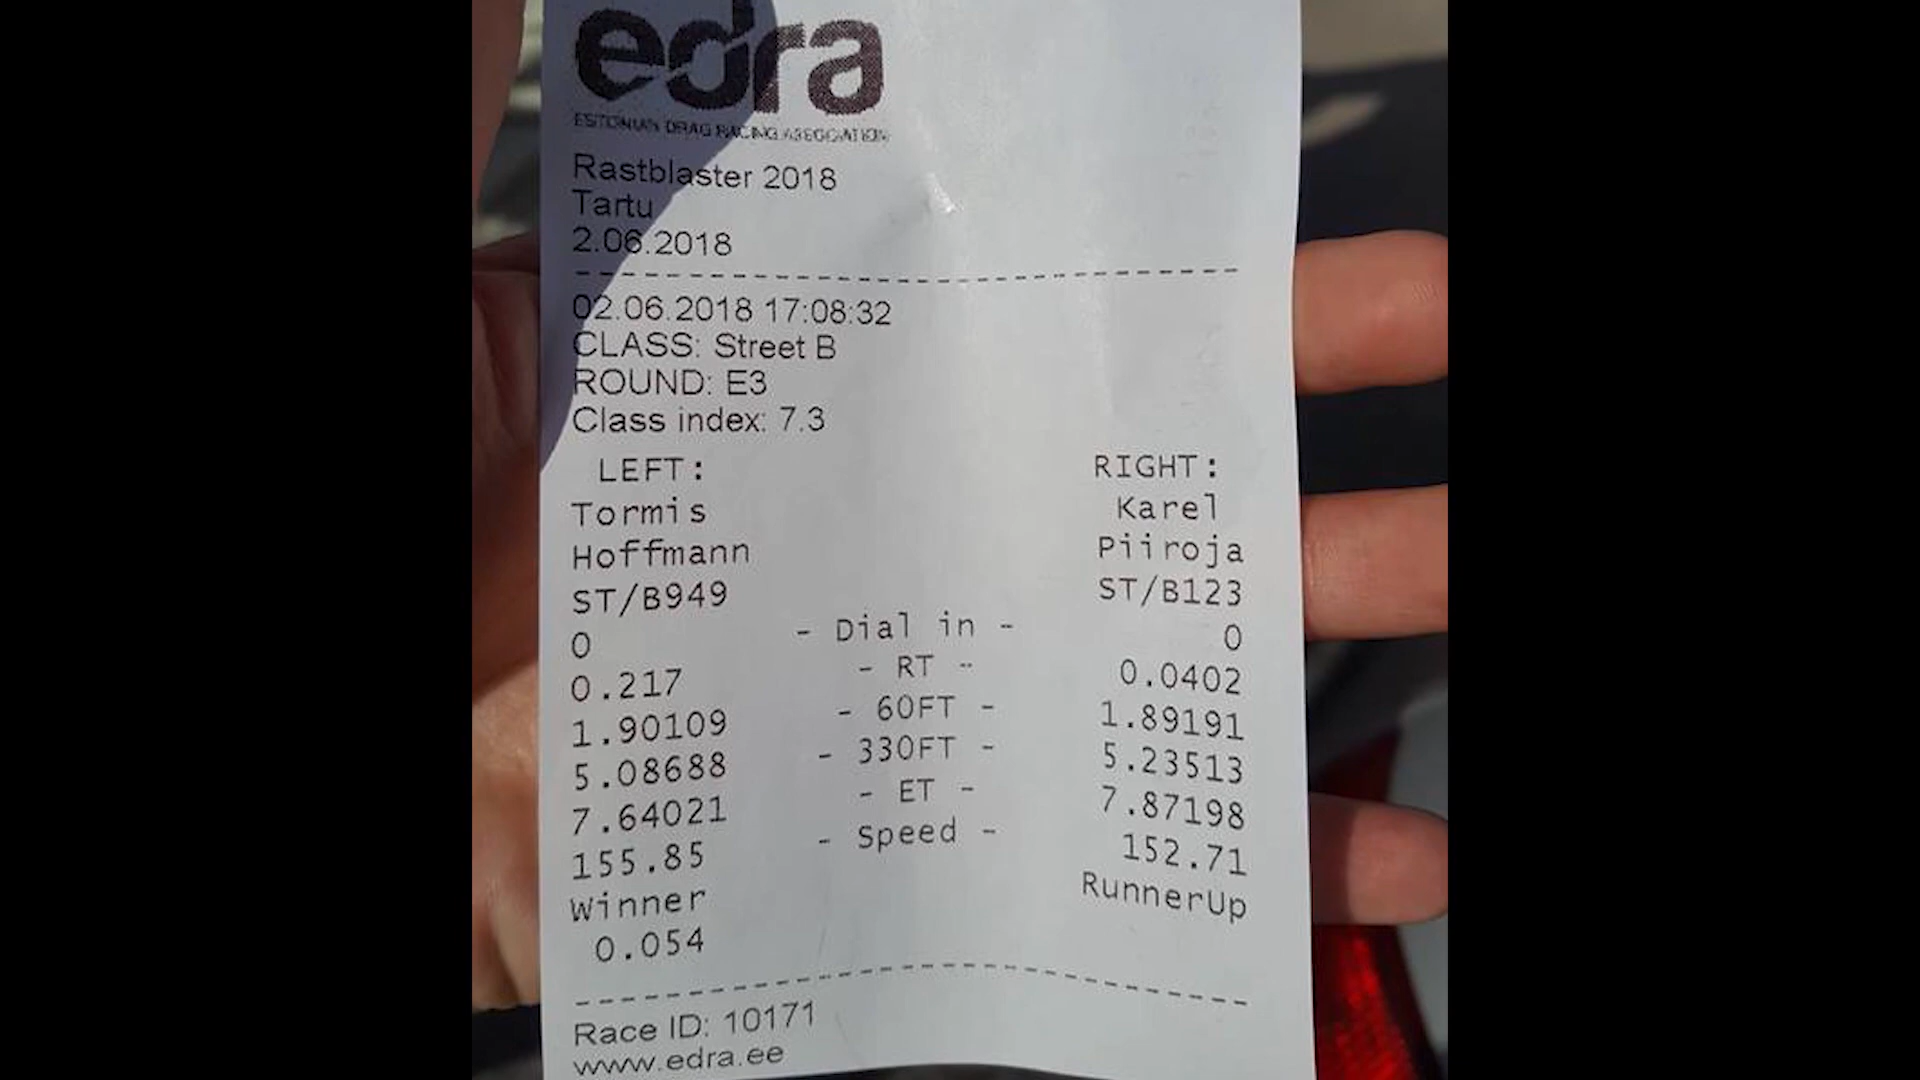 edra
ESTONIAN DRAG RACING ASSOCIATION
Rastblaster 2018
Tartu
2.06.2018
02.06.2018 17:08:32
CLASS: Street B
ROUND: E3
Class index: 7.3
LEFT: RIGHT:
Tormis Karel
Hoffmann Piiroja
ST/B949 ST/B123
0 - Dial in - 0
0.217 - RT - 0.0402
1.90109 - 60FT - 1.89191
5.08688 - 330FT - 5.23513
7.64021 - ET - 7.87198
155.85 - Speed - 152.71
Winner RunnerUp
0.054
Race ID: 10171
www.edra.ee